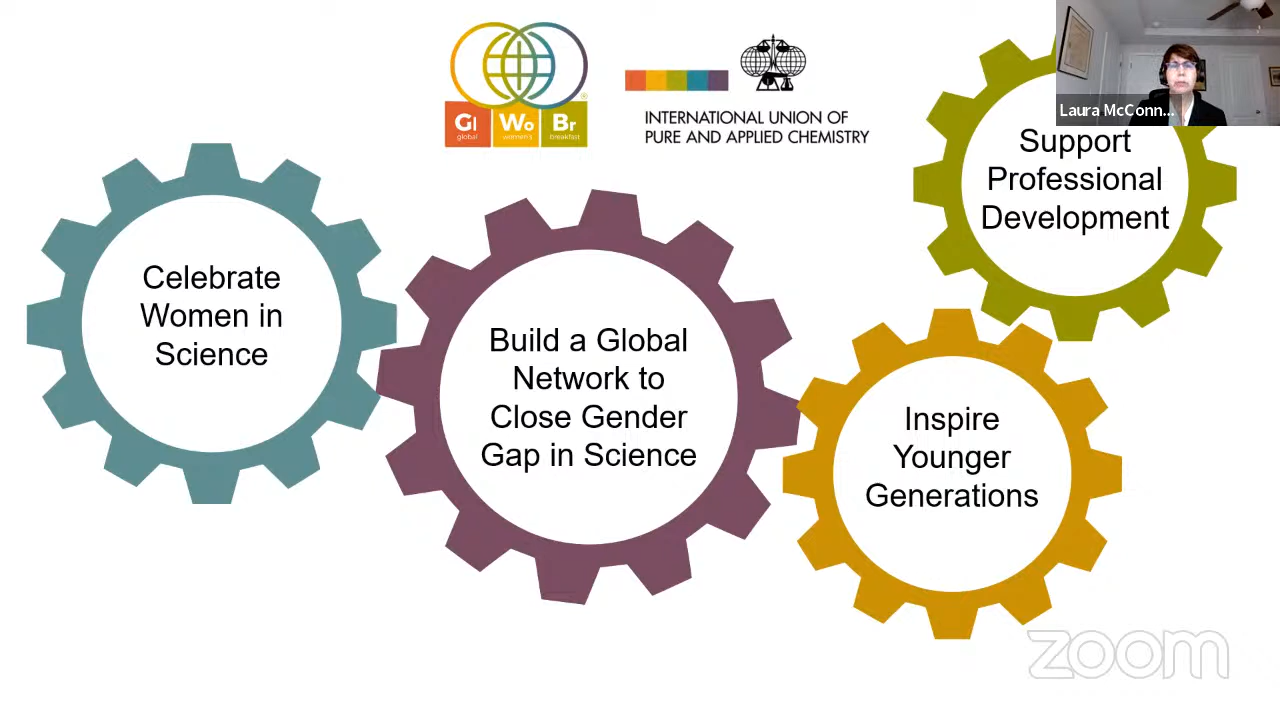 Gl Wo Br
global women's breakfast
INTERNATIONAL UNION OF
PURE AND APPLIED CHEMISTRY
Laura McConn...
Celebrate
Women in
Science
Build a Global
Network to
Close Gender
Gap in Science
Support
Professional
Development
Inspire
Younger
Generations
zoom